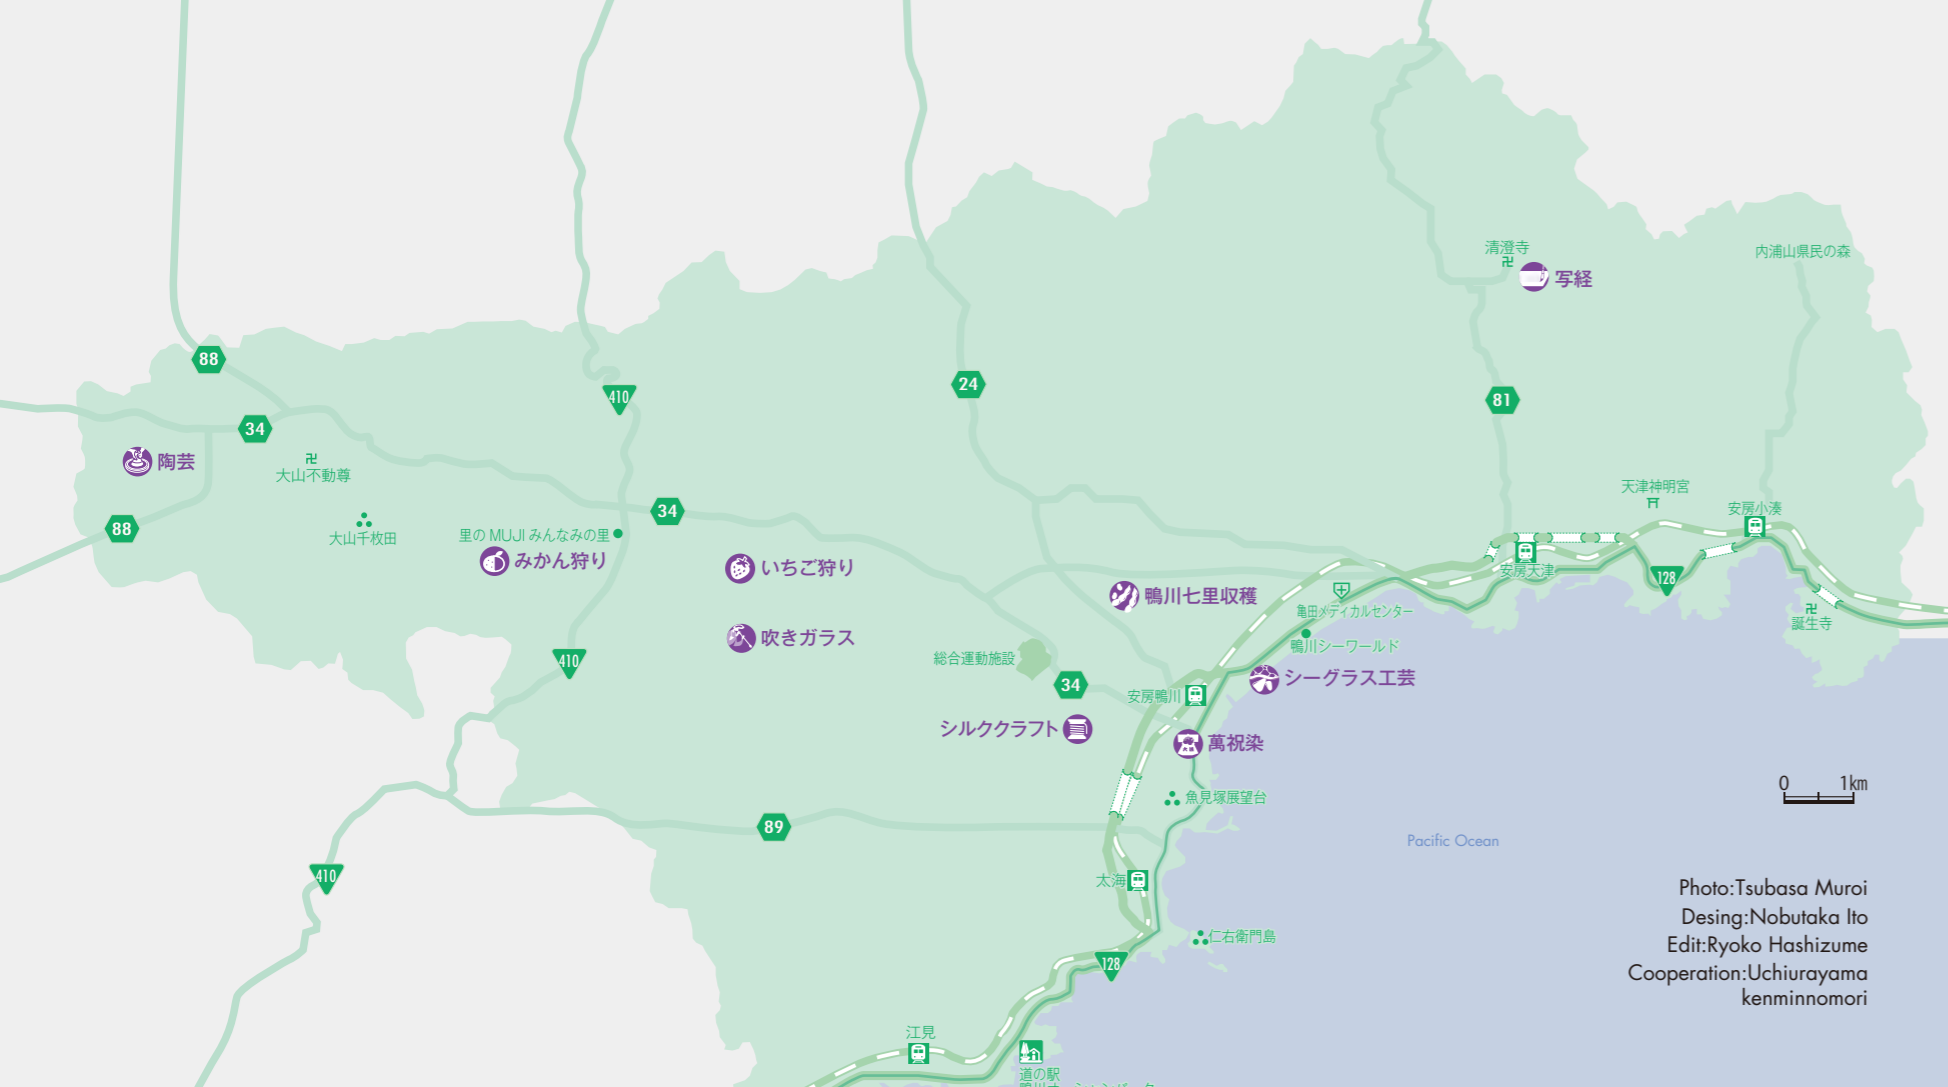 清澄寺
卍
写経
内浦山県民の森
88
410
24
81
34
卍
陶芸
大山不動尊
天津神明宮
安房小湊
34
88
大山千枚田
里の MUJI みんなみの里
みかん狩り
いちご狩り
安房天津
128
鴨川七里収穫
亀田メディカルセンター
卍
誕生寺
吹きガラス
鴨川シーワールド
410
総合運動施設
34
シーグラス工芸
安房鴨川
シルククラフト
萬祝染
魚見塚展望台
0 1km
89
Pacific Ocean
410
太海
Photo:Tsubasa Muroi
Desing:Nobutaka Ito
仁右衛門島
Edit:Ryoko Hashizume
128
Cooperation:Uchiurayama
kenminnomori
江見
道の駅